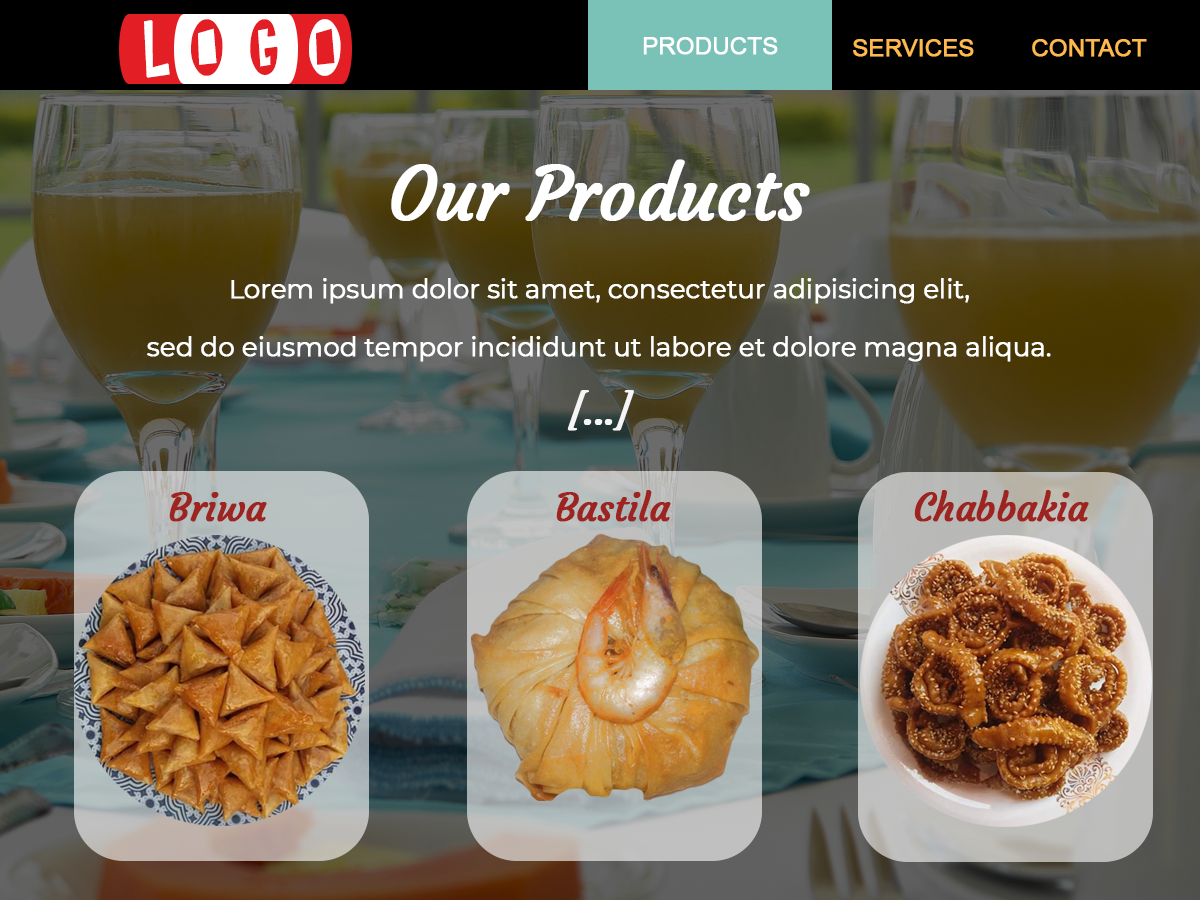 LOGO
PRODUCTS
SERVICES
CONTACT
Our Products
Lorem ipsum dolor sit amet, consectetur adipisicing elit,
sed do eiusmod tempor incididunt ut labore et dolore magna aliqua.
[...]
Briwa
Bastila
Chabbakia